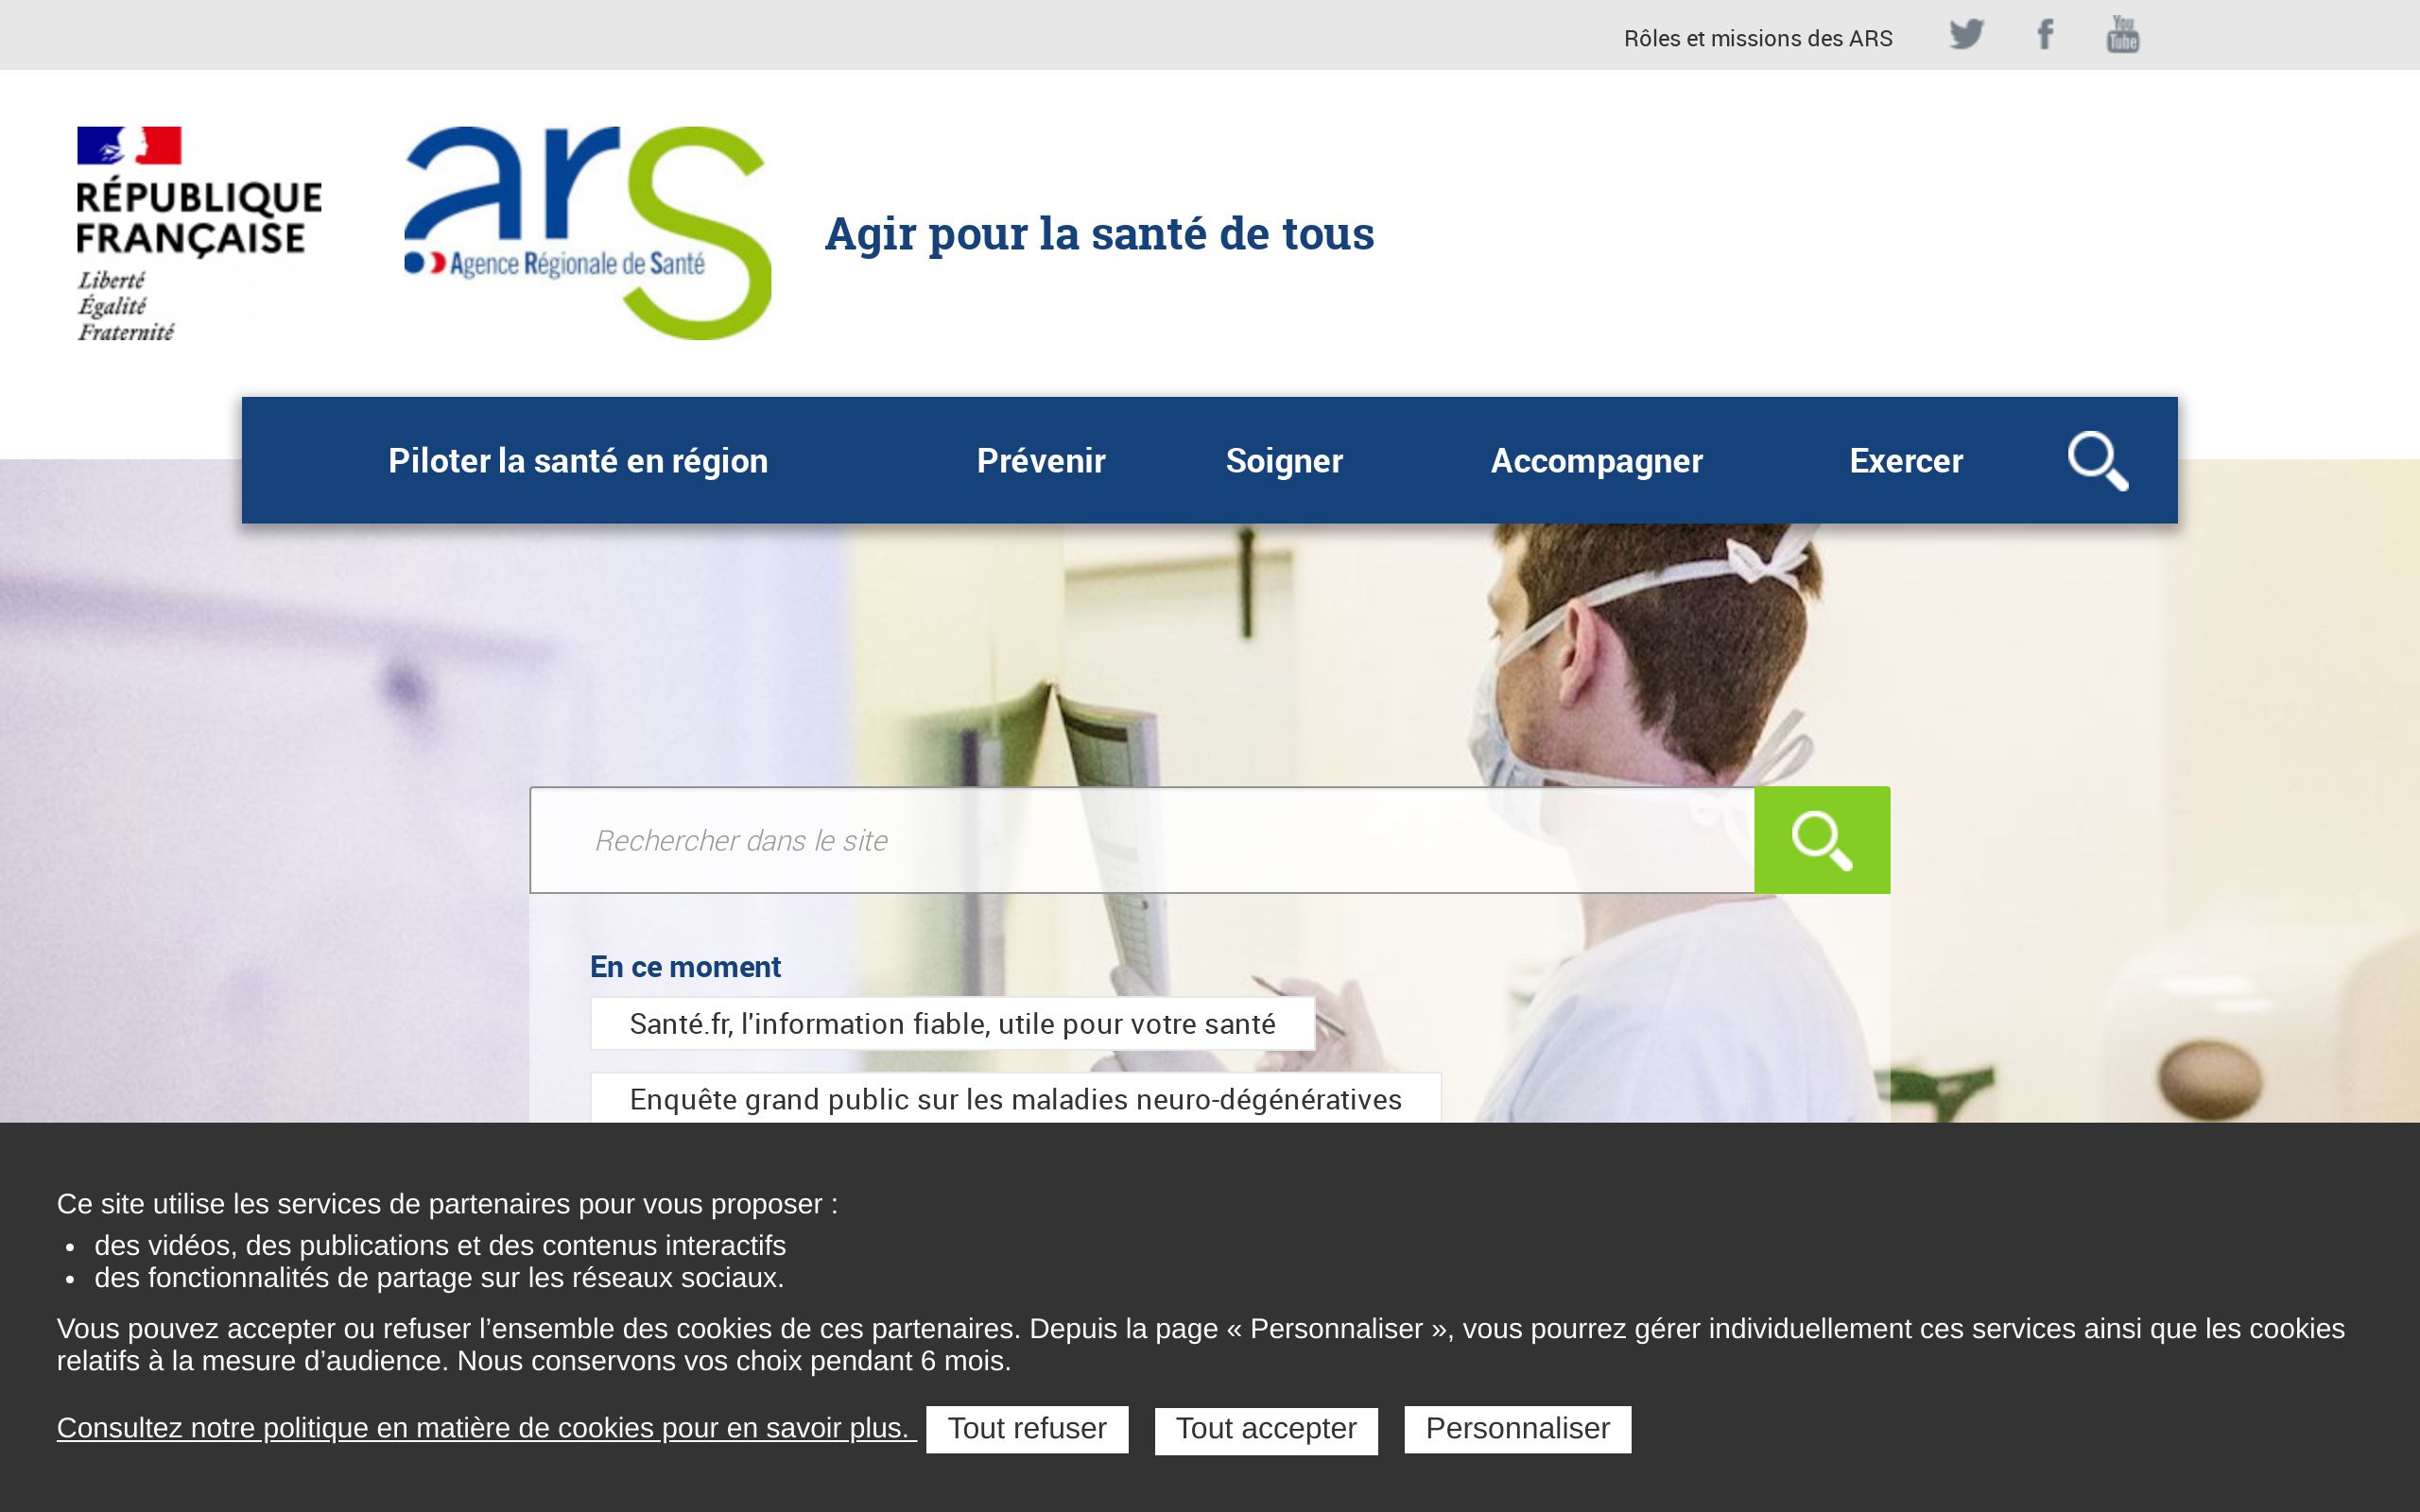 Rôles et missions des ARS
You Tube
RÉPUBLIQUE
FRANÇAISE
Liberté
Égalité
Fraternité
ars
Agence Régionale de Santé
Agir pour la santé de tous
Piloter la santé en région
Prévenir
Soigner
Accompagner
Exercer
Rechercher dans le site
En ce moment
Santé.fr, l'information fiable, utile pour votre santé
Enquête grand public sur les maladies neuro-dégénératives
Ce site utilise les services de partenaires pour vous proposer :
• des vidéos, des publications et des contenus interactifs
• des fonctionnalités de partage sur les réseaux sociaux.
Vous pouvez accepter ou refuser l’ensemble des cookies de ces partenaires. Depuis la page « Personnaliser », vous pourrez gérer individuellement ces services ainsi que les cookies
relatifs à la mesure d’audience. Nous conservons vos choix pendant 6 mois.
Consultez notre politique en matière de cookies pour en savoir plus.
Tout refuser
Tout accepter
Personnaliser